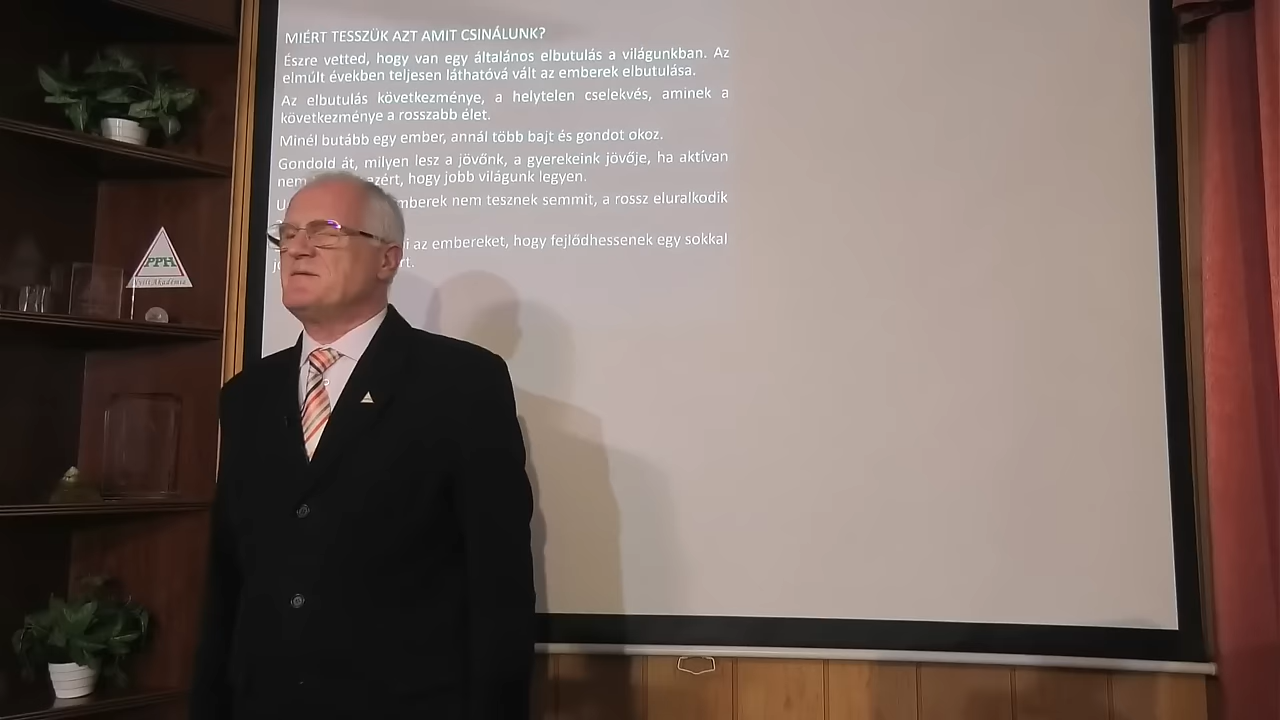 MIÉRT TESSZÜK AZT AMIT CSINÁLUNK?
Észre vetted, hogy van egy általános elbutulás a világunkban. Az
elmúlt években teljesen láthatóvá vált az emberek elbutulása.
Az elbutulás következménye, a helytelen cselekvés, aminek a
következménye a rosszabb élet.
Minél butább egy ember, annál több bajt és gondot okoz.
Gondold át, milyen lesz a jövőnk, a gyerekeink jövője, ha aktívan
nem azért, hogy jobb világunk legyen.
emberek nem tesznek semmit, a rossz eluralkodik
az embereket, hogy fejlődhessenek egy sokkal
PPH
Nyílt Akadémia